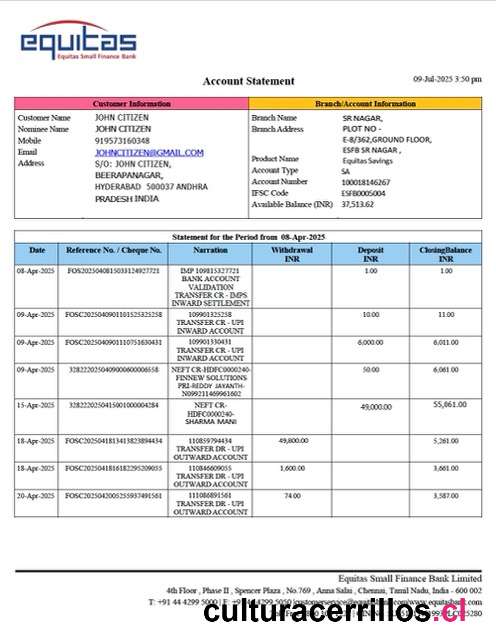 equitas
Equitas Small Finance Bank
Account Statement
09-Jul-2025 3:50 pm
Customer Information
Branch/Account Information
Customer Name JOHN CITIZEN
Nominee Name JOHN CITIZEN
Mobile 919573160348
Email JOHNCITIZEN@GMAIL.COM
Address S/O: JOHN CITIZEN,
BEERAPANAGAR,
HYDERABAD 500037 ANDHRA
PRADESH INDIA
Branch Name SR NAGAR,
Branch Address PLOT NO -
E-8/362,GROUND FLOOR,
ESFB SR NAGAR ,
Product Name Equitas Savings
Account Type SA
Account Number 100018146267
IFSC Code ESFB0005004
Available Balance (INR) 37,513.62
Statement for the Period from 08-Apr-2025
Date Reference No. / Cheque No. Narration Withdrawal INR Deposit INR ClosingBalance INR
08-Apr-2025 FOS2025040815033124927721 IMP 109815327721 1.00 1.00
BANK ACCOUNT
VALIDATION
TRANSFER CR - IMPS
INWARD SETTLEMENT
09-Apr-2025 FOSC2025040901101525325258 109901325258 10.00 11.00
TRANSFER CR - UPI
INWARD ACCOUNT
09-Apr-2025 FOSC2025040901110751630431 109901330431 6,000.00 6,011.00
TRANSFER CR - UPI
INWARD ACCOUNT
09-Apr-2025 3282220250409000600006558 NEFT CR-HDFC0000240- 50.00 6,061.00
FINNEW SOLUTIONS
PRI-REDDY JAYANTH-
N099211469961602
15-Apr-2025 3282220250415001000004284 NEFT CR- 49,000.00 55,061.00
HDFC0000240-
SHARMA MANI
18-Apr-2025 FOSC2025041813413823894434 110859794434 49,800.00 5,261.00
TRANSFER DR - UPI
OUTWARD ACCOUNT
18-Apr-2025 FOSC2025041816182295209055 110846609055 1,600.00 3,661.00
TRANSFER DR - UPI
OUTWARD ACCOUNT
20-Apr-2025 FOSC2025042005255937491561 111086891561 74.00 3,587.00
TRANSFER DR - UPI
OUTWARD ACCOUNT
Equitas Small Finance Bank Limited
4th Floor , Phase II , Spencer Plaza , No.769 , Anna Salai , Chennai, Tamil Nadu, India - 600 002
T: +91 44 4299 5000 | F: +91 44 4299 5050 |customerservice@equitasbank.com|www.equitasbank.com
culturacerrillos.cl